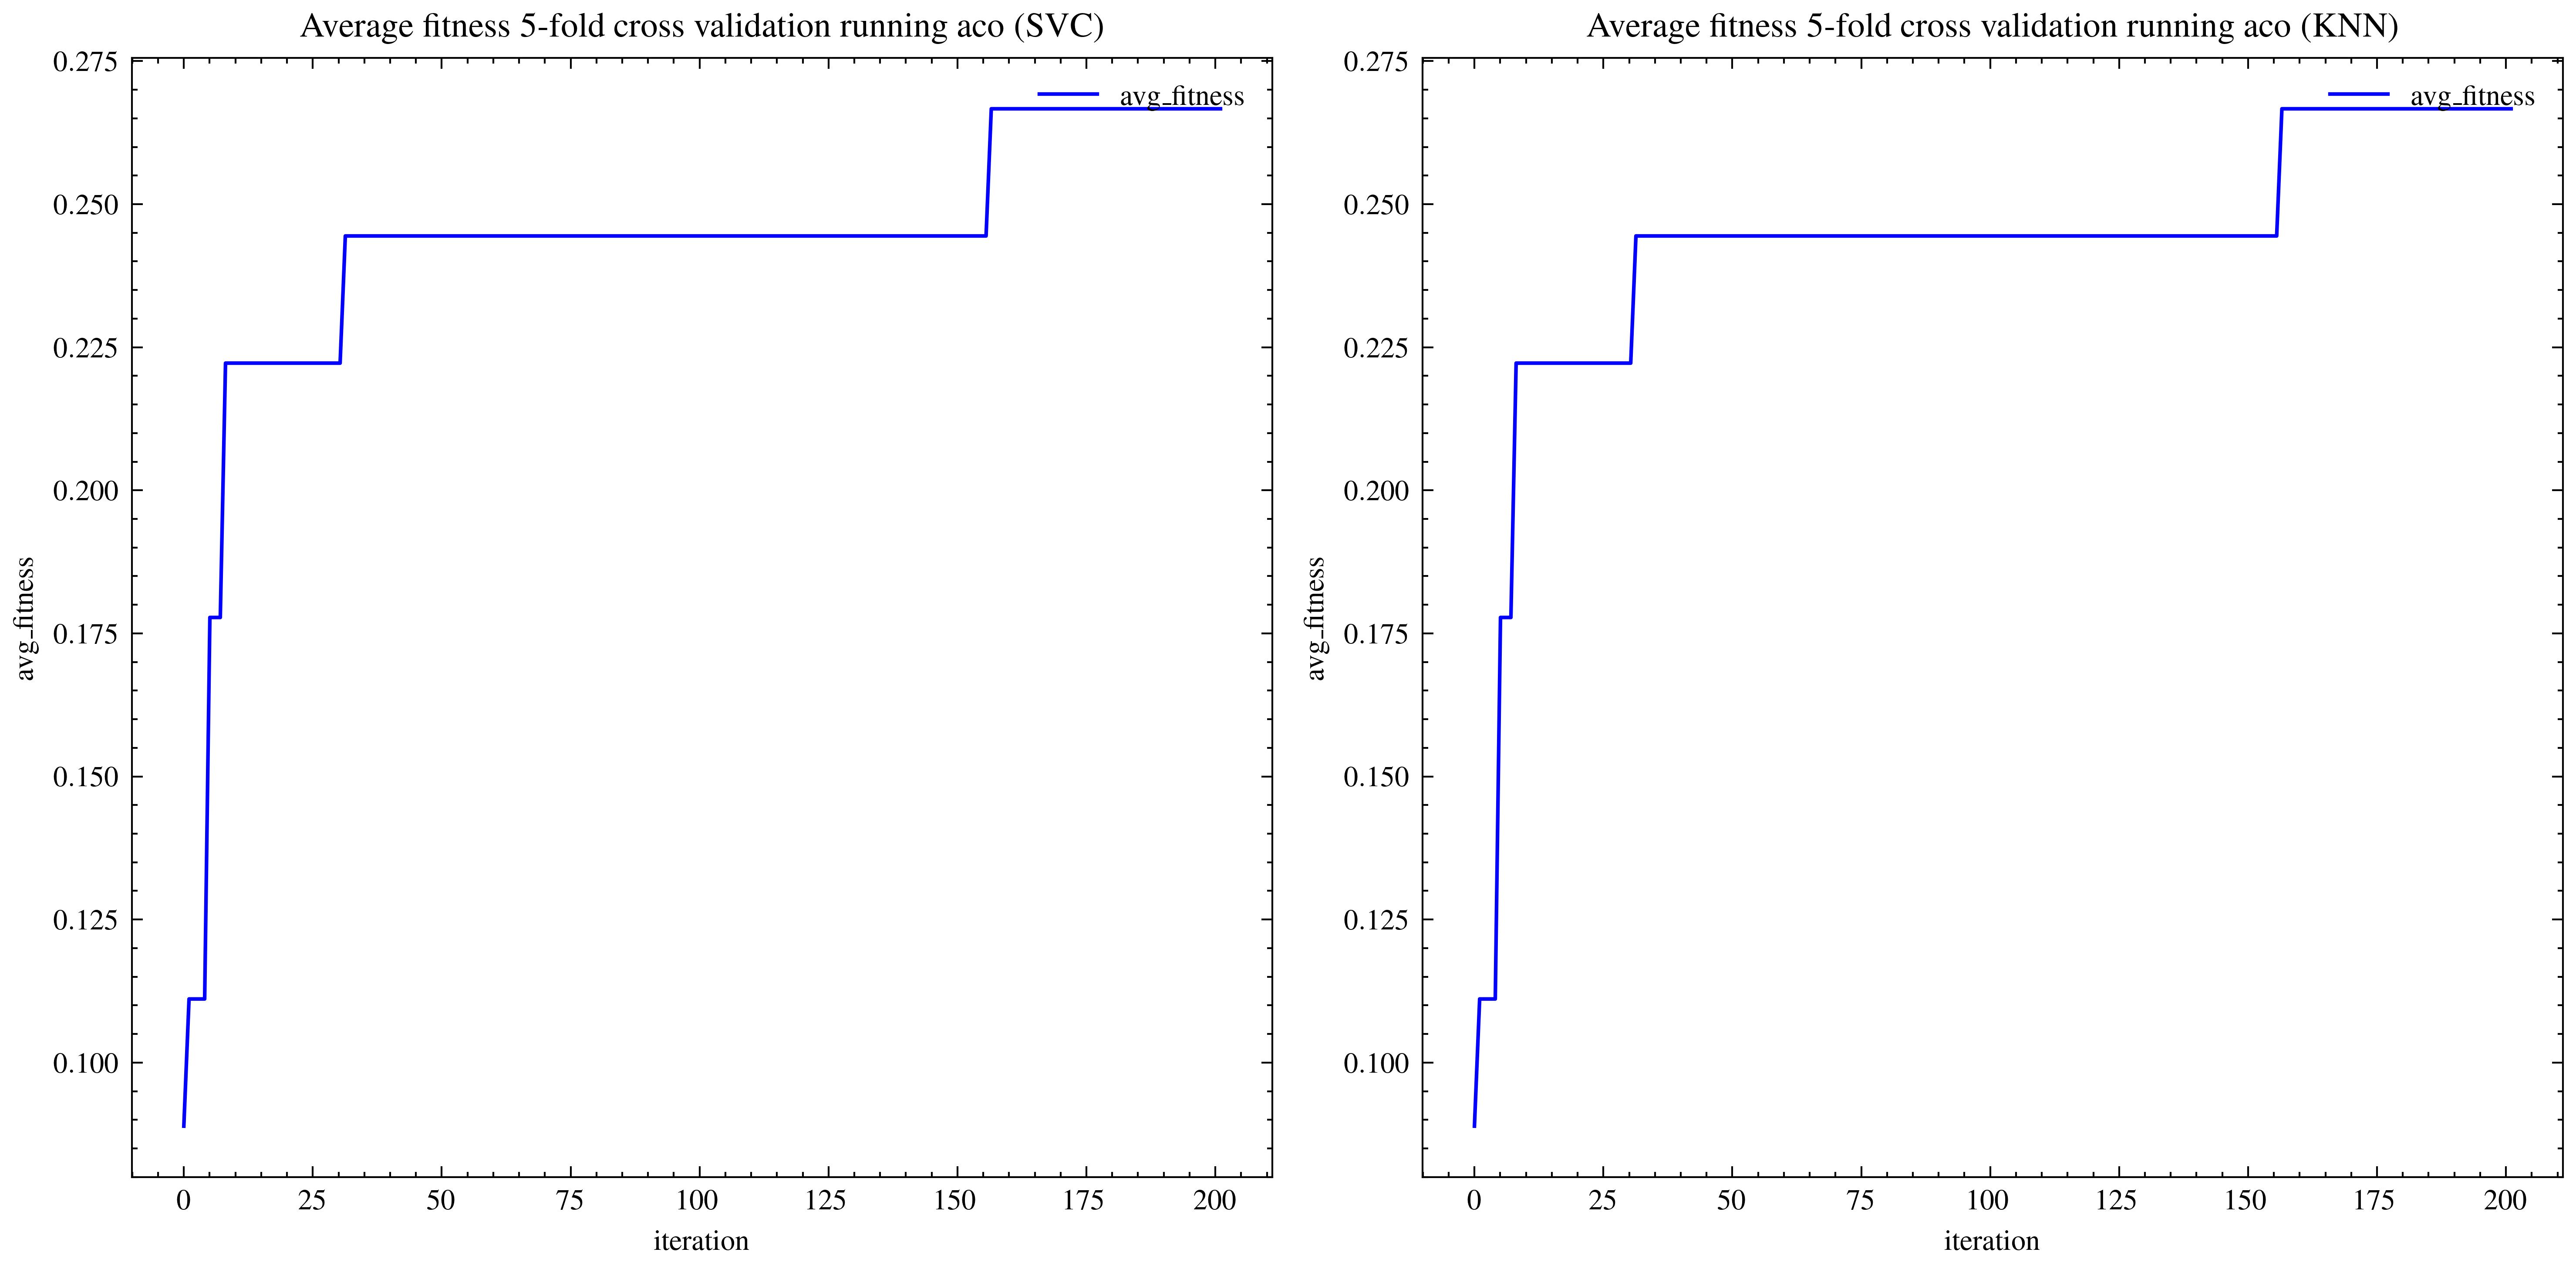 Average fitness 5-fold cross validation running aco (SVC)
avg_fitness
0.275
0.250
0.225
0.200
0.175
0.150
0.125
0.100
avg_fitness
0 25 50 75 100 125 150 175 200
iteration
Average fitness 5-fold cross validation running aco (KNN)
avg_fitness
0.275
0.250
0.225
0.200
0.175
0.150
0.125
0.100
avg_fitness
0 25 50 75 100 125 150 175 200
iteration